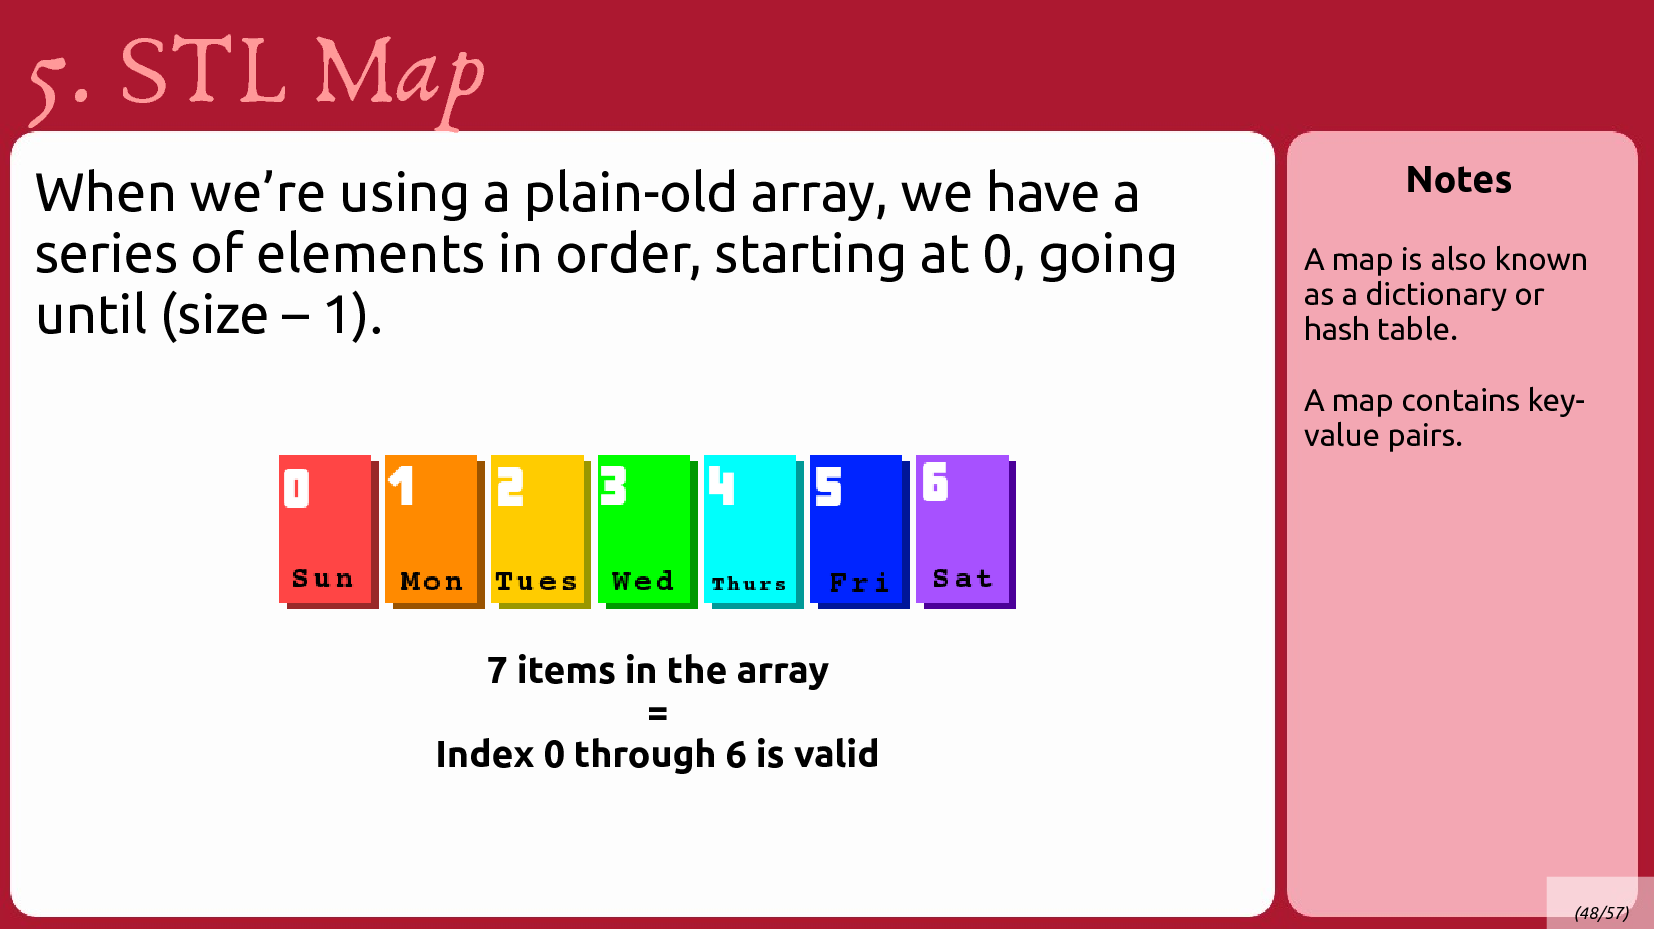 5. STL Map
When we’re using a plain-old array, we have a
series of elements in order, starting at 0, going
until (size – 1).
0 1 2 3 4 5 6
Sun Mon Tues Wed Thurs Fri Sat
7 items in the array
=
Index 0 through 6 is valid
Notes
A map is also known
as a dictionary or
hash table.
A map contains key-
value pairs.
(48/57)